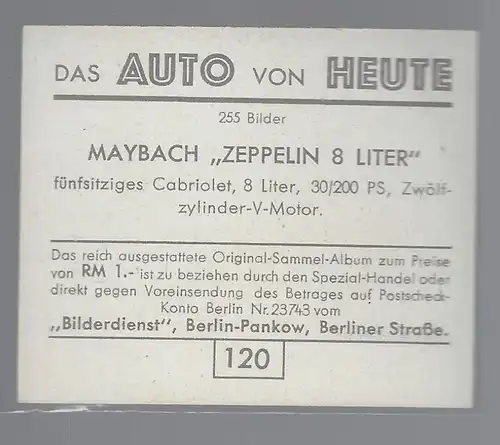 DAS AUTO VON HEUTE
255 Bilder
MAYBACH „ZEPPELIN 8 LITER"
fünfsitziges Cabriolet, 8 Liter, 30/200 PS, Zwölf-
zylinder-V-Motor.
Das reich ausgestattete Original-Sammel-Album zum Preise
von RM 1.- ist zu beziehen durch den Spezial-Handel oder
direkt gegen Voreinsendung des Betrages auf Postscheck-
Konto Berlin Nr. 23743 vom
„Bilderdienst", Berlin-Pankow, Berliner Straße.
120